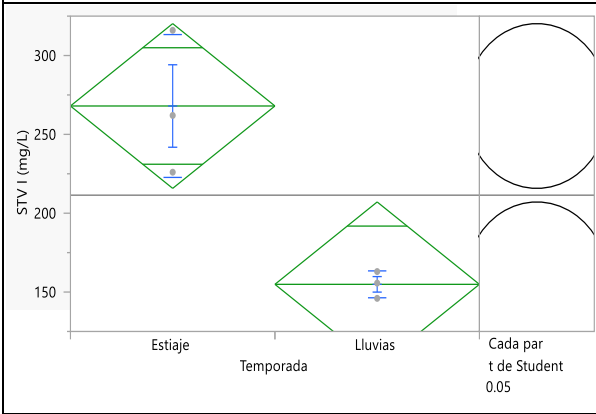 STV I (mg/L)
300
250
200
150
Estiaje
Lluvias
Temporada
Cada par
t de Student
0.05